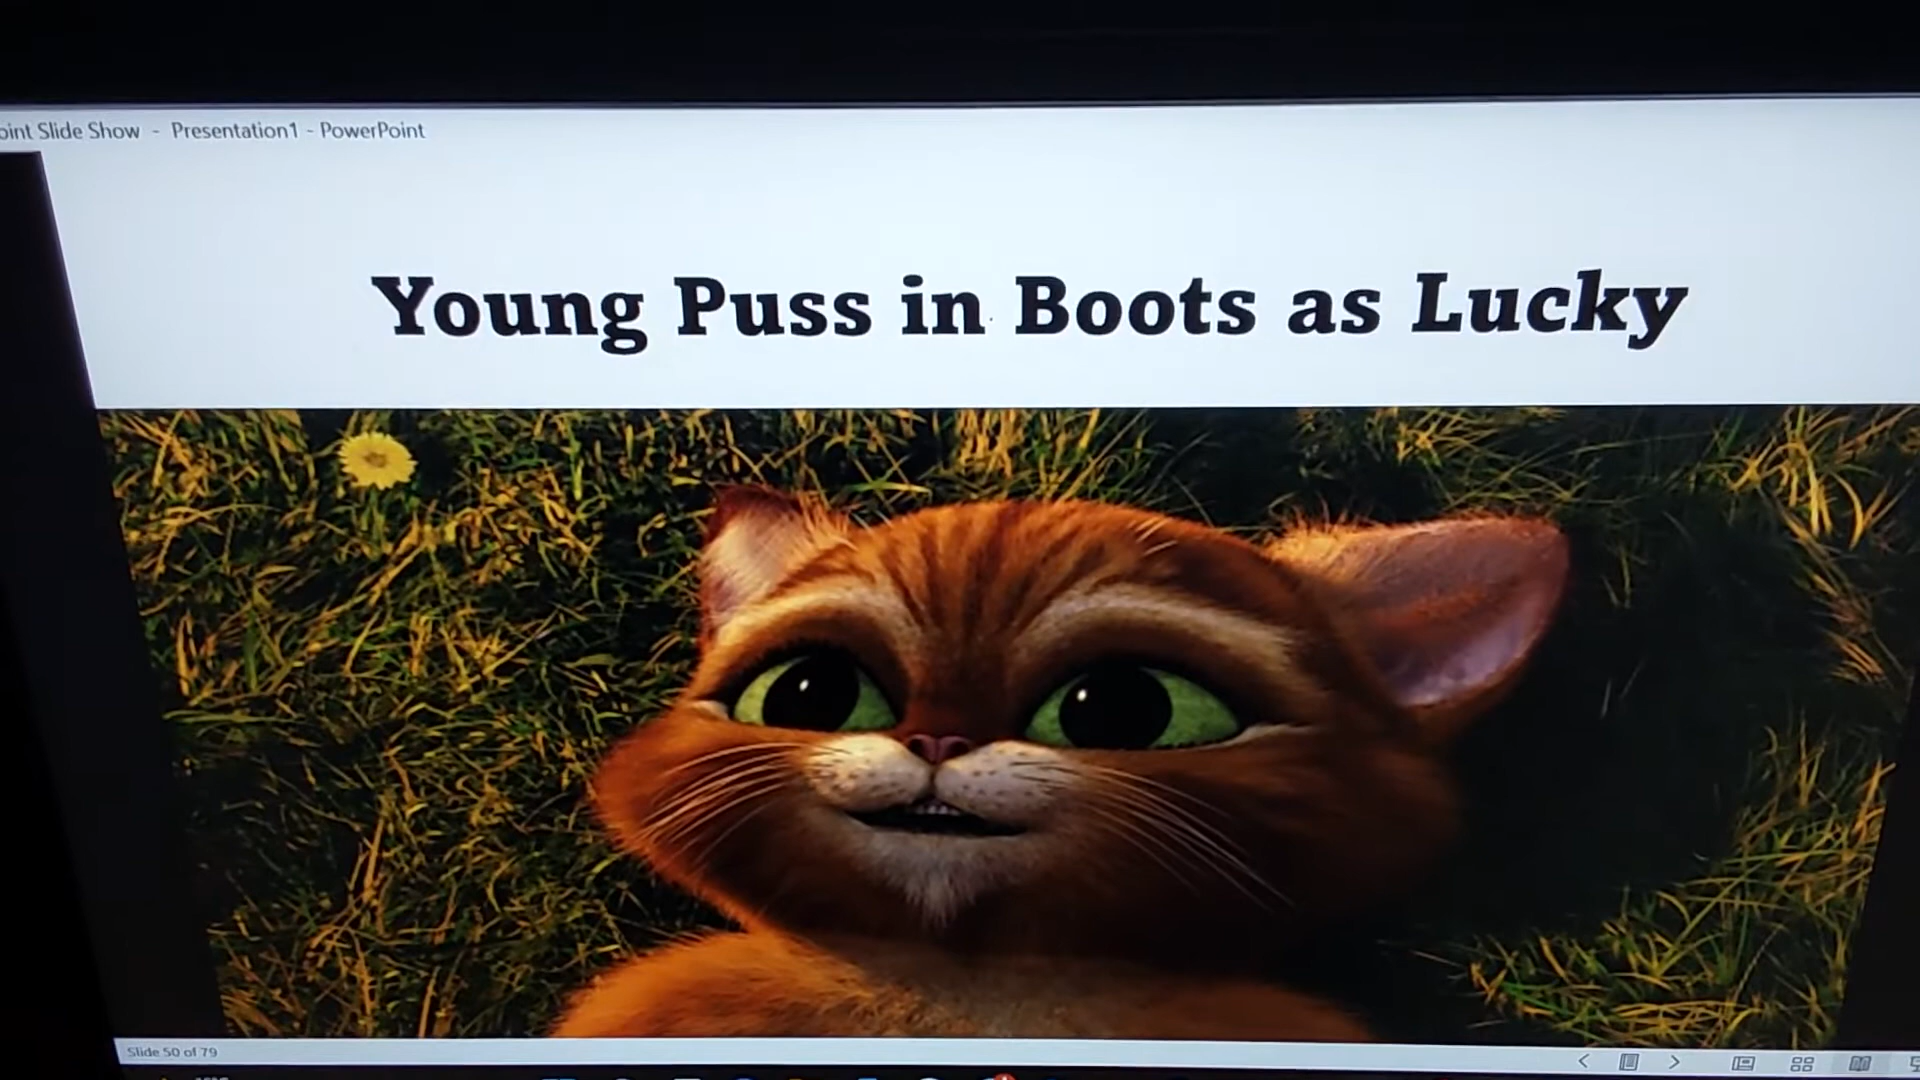 oint Slide Show - Presentation1 - PowerPoint
Young Puss in Boots as Lucky
Slide 50 of 79